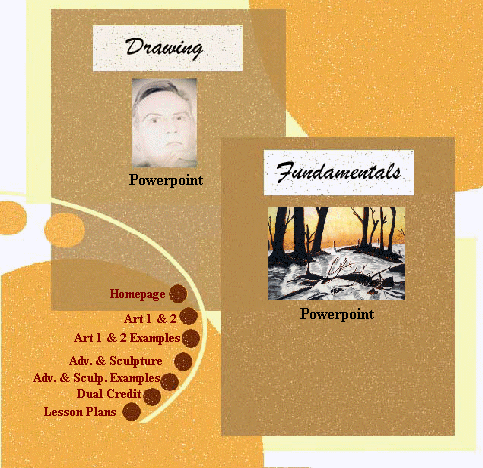 Drawing
Powerpoint
Fundamentals
Powerpoint
Homepage
Art 1 & 2
Art 1 & 2 Examples
Adv. & Sculpture
Adv. & Sculp. Examples
Dual Credit
Lesson Plans